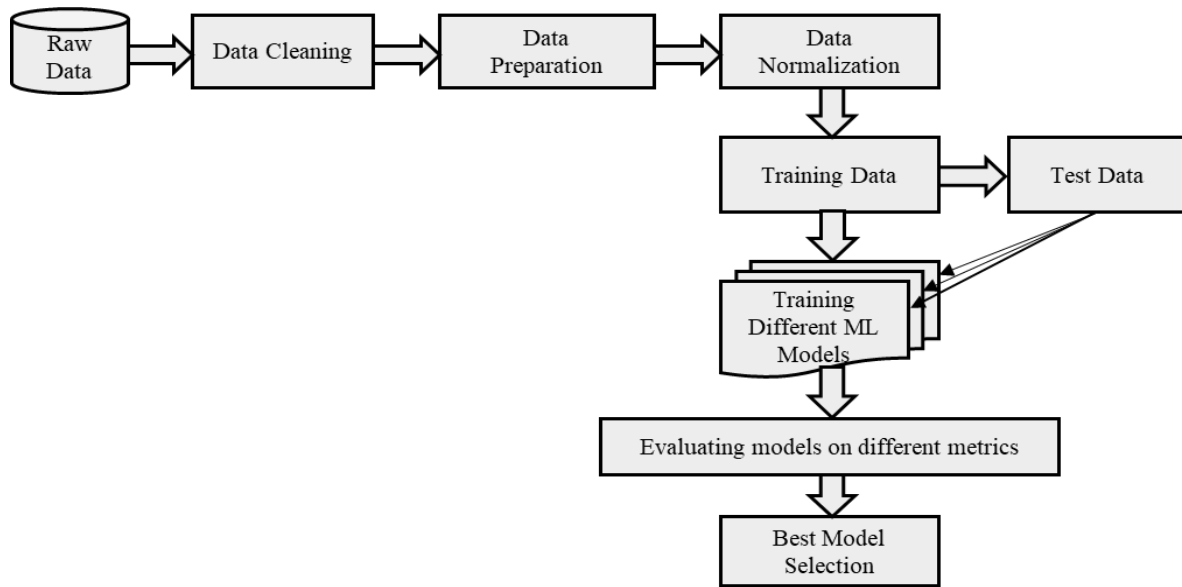 Raw
Data
Data Cleaning
Data
Preparation
Data
Normalization
Training Data
Test Data
Training
Different ML
Models
Evaluating models on different metrics
Best Model
Selection